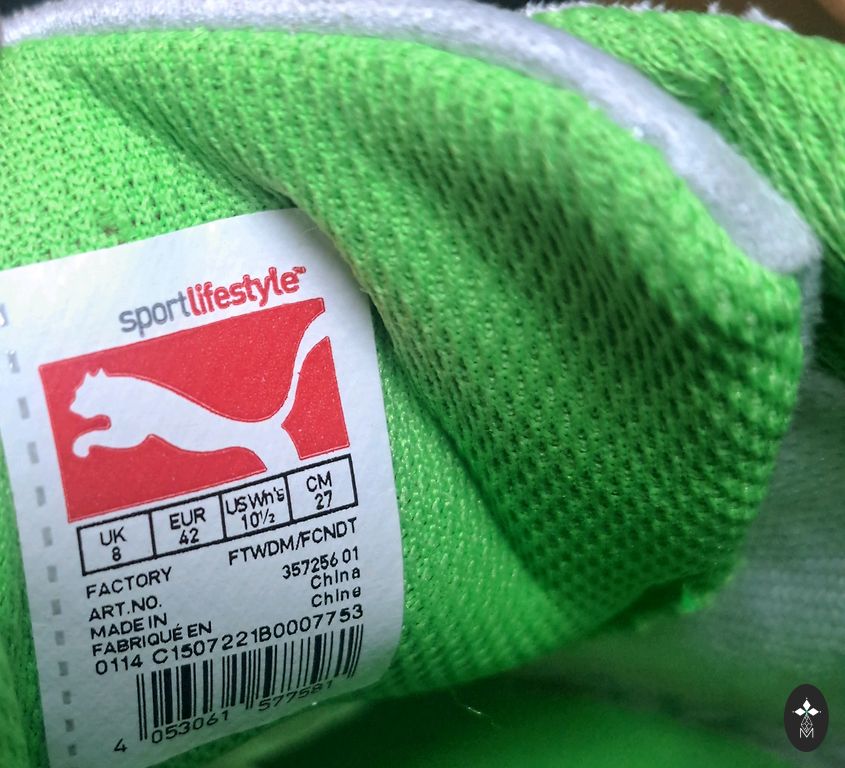 sportlifestyle™
UK EUR US Wn's CM
8 42 10½ 27
FACTORY FTWDM/FCNDT
ART.NO. 357256 01
MADE IN China
FABRIQUÉ EN Chine
0114 C1507221B0007753
4 053061 577581
M